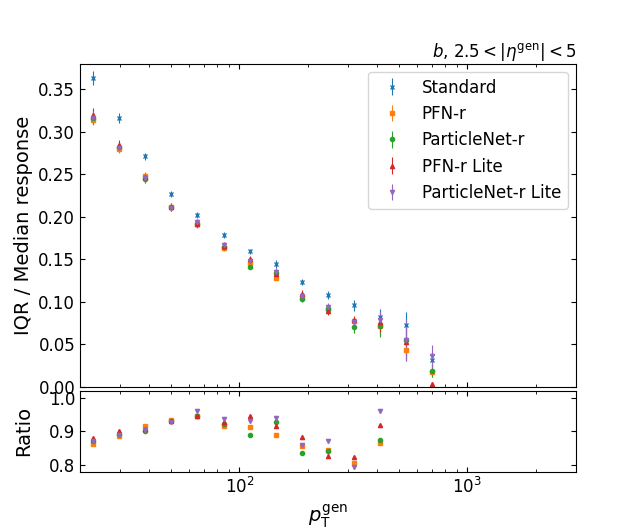 b, 2.5 < |η^gen| < 5
0.35
0.30
0.25
0.20
0.15
0.10
0.05
0.00
IQR / Median response
Standard
PFN-r
ParticleNet-r
PFN-r Lite
ParticleNet-r Lite
1.0
0.9
0.8
Ratio
10^2
10^3
p_T^gen